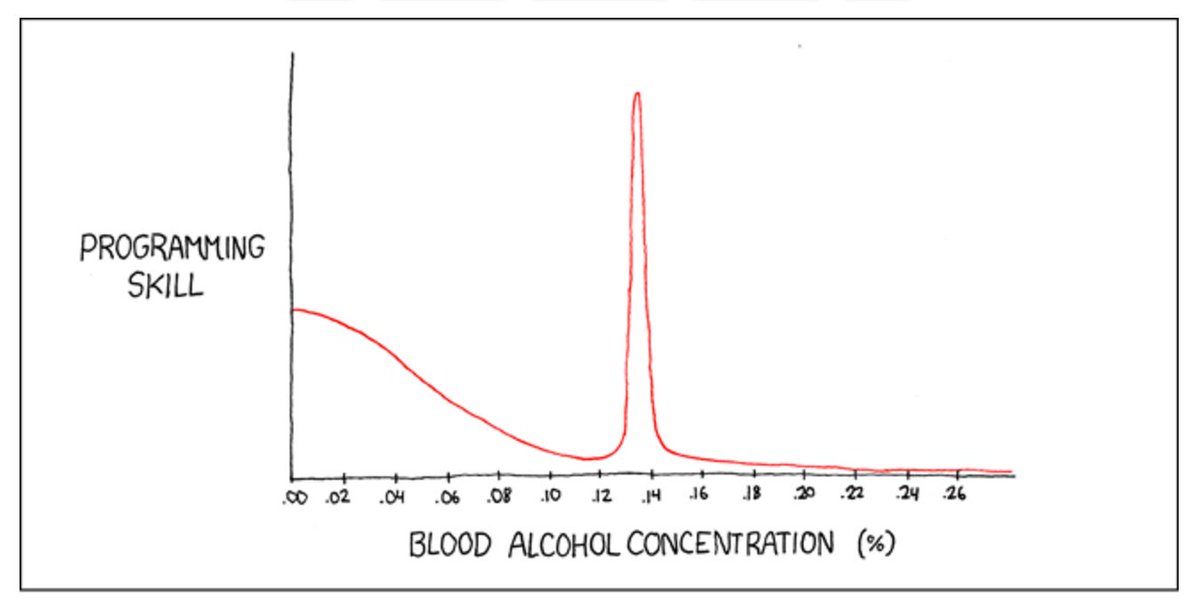 PROGRAMMING
SKILL
.00 .02 .04 .06 .08 .10 .12 .14 .16 .18 .20 .22 .24 .26
BLOOD ALCOHOL CONCENTRATION (%)